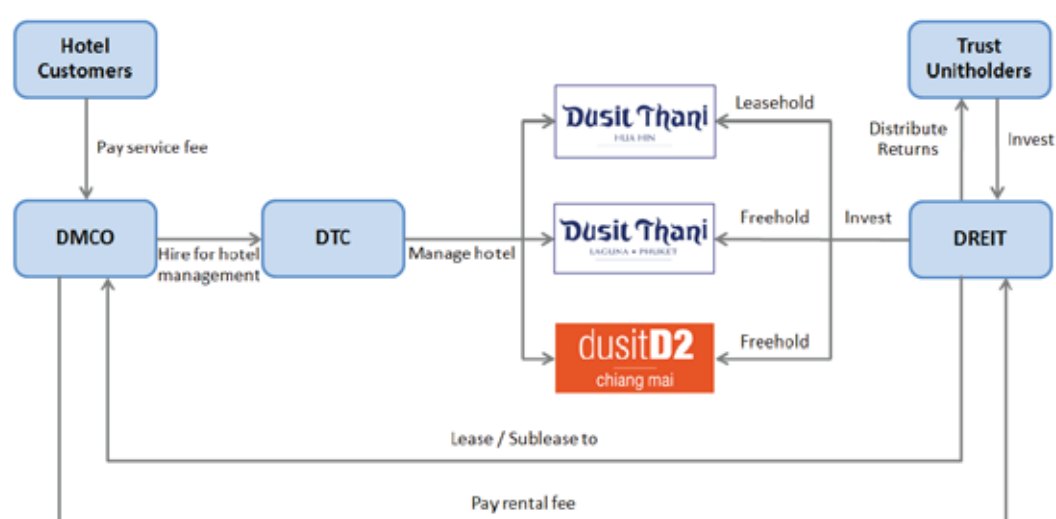 Hotel
Customers
Trust
Unitholders
Pay service fee
Dusit Thani
HUA HIN
Leasehold
Distribute
Returns
Invest
DMCO
Hire for hotel
management
DTC
Manage hotel
Dusit Thani
LAGUNA • PHUKET
Freehold
Invest
DREIT
dusitD2
chiang mai
Freehold
Lease / Sublease to
Pay rental fee